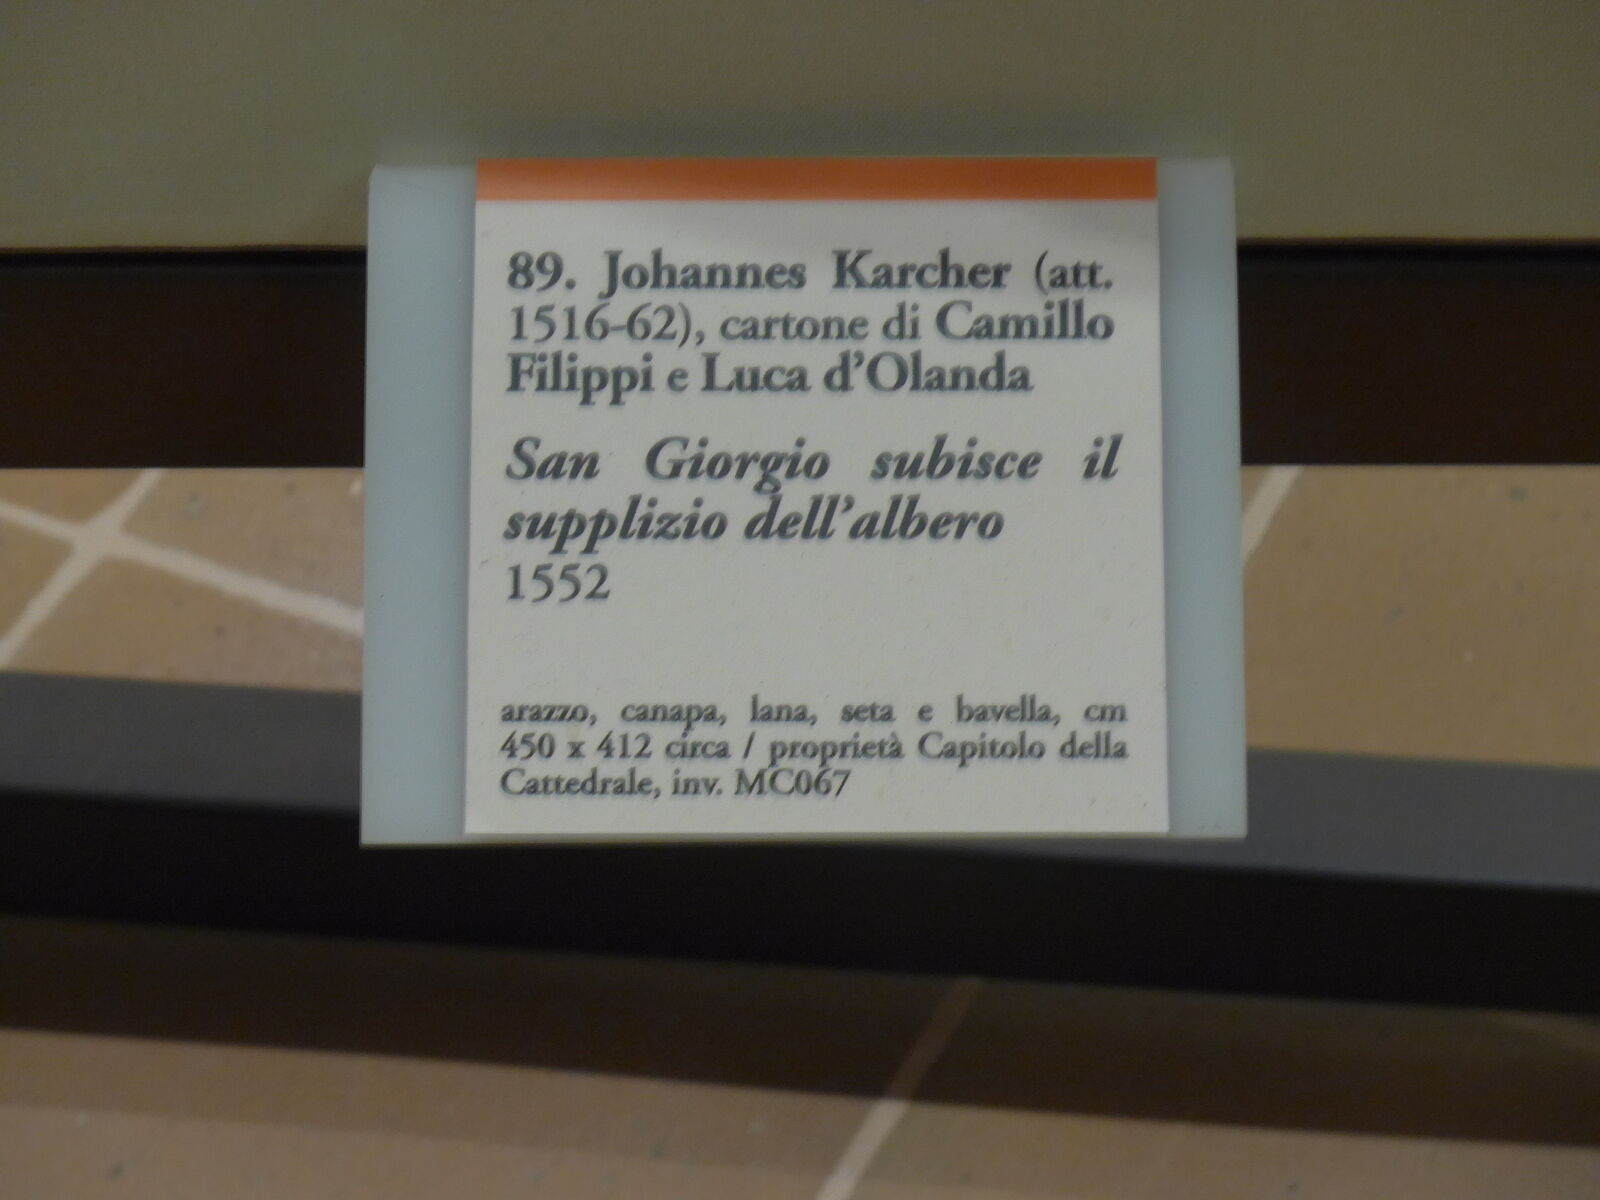 89. Johannes Karcher (att.
1516-62), cartone di Camillo
Filippi e Luca d'Olanda
San Giorgio subisce il
supplizio dell'albero
1552
arazzo, canapa, lana, seta e bavella, cm
450 x 412 circa / proprietà Capitolo della
Cattedrale, inv. MC067